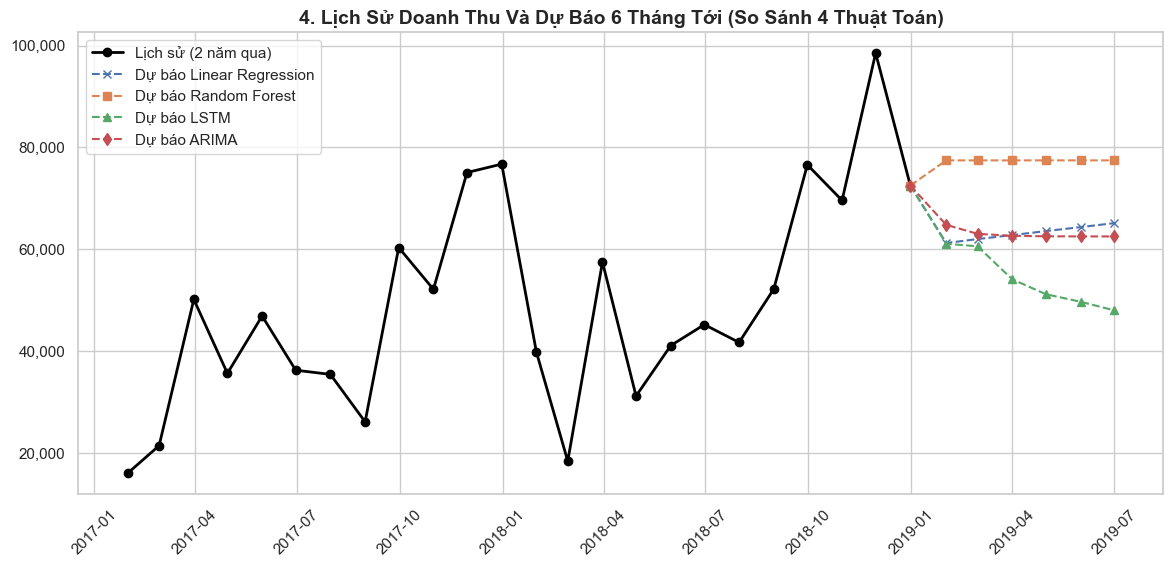 4. Lịch Sử Doanh Thu Và Dự Báo 6 Tháng Tới (So Sánh 4 Thuật Toán)
Lịch sử (2 năm qua)
Dự báo Linear Regression
Dự báo Random Forest
Dự báo LSTM
Dự báo ARIMA
100,000
80,000
60,000
40,000
20,000
2017-01
2017-04
2017-07
2017-10
2018-01
2018-04
2018-07
2018-10
2019-01
2019-04
2019-07